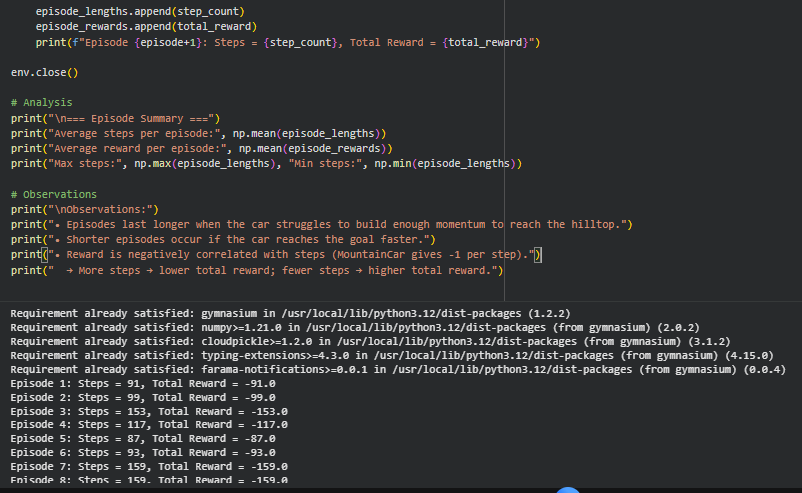 episode_lengths.append(step_count)
episode_rewards.append(total_reward)
print(f"Episode {episode+1}: Steps = {step_count}, Total Reward = {total_reward}")
env.close()
# Analysis
print("\n=== Episode Summary ===")
print("Average steps per episode:", np.mean(episode_lengths))
print("Average reward per episode:", np.mean(episode_rewards))
print("Max steps:", np.max(episode_lengths), "Min steps:", np.min(episode_lengths))
# Observations
print("\nObservations:")
print("• Episodes last longer when the car struggles to build enough momentum to reach the hilltop.")
print("• Shorter episodes occur if the car reaches the goal faster.")
print("• Reward is negatively correlated with steps (MountainCar gives -1 per step).")
print("  → More steps → lower total reward; fewer steps → higher total reward.")
Requirement already satisfied: gymnasium in /usr/local/lib/python3.12/dist-packages (1.2.2)
Requirement already satisfied: numpy>=1.21.0 in /usr/local/lib/python3.12/dist-packages (from gymnasium) (2.0.2)
Requirement already satisfied: cloudpickle>=1.2.0 in /usr/local/lib/python3.12/dist-packages (from gymnasium) (3.1.2)
Requirement already satisfied: typing-extensions>=4.3.0 in /usr/local/lib/python3.12/dist-packages (from gymnasium) (4.15.0)
Requirement already satisfied: farama-notifications>=0.0.1 in /usr/local/lib/python3.12/dist-packages (from gymnasium) (0.0.4)
Episode 1: Steps = 91, Total Reward = -91.0
Episode 2: Steps = 99, Total Reward = -99.0
Episode 3: Steps = 153, Total Reward = -153.0
Episode 4: Steps = 117, Total Reward = -117.0
Episode 5: Steps = 87, Total Reward = -87.0
Episode 6: Steps = 93, Total Reward = -93.0
Episode 7: Steps = 159, Total Reward = -159.0
Episode 8: Steps = 159, Total Reward = -159.0